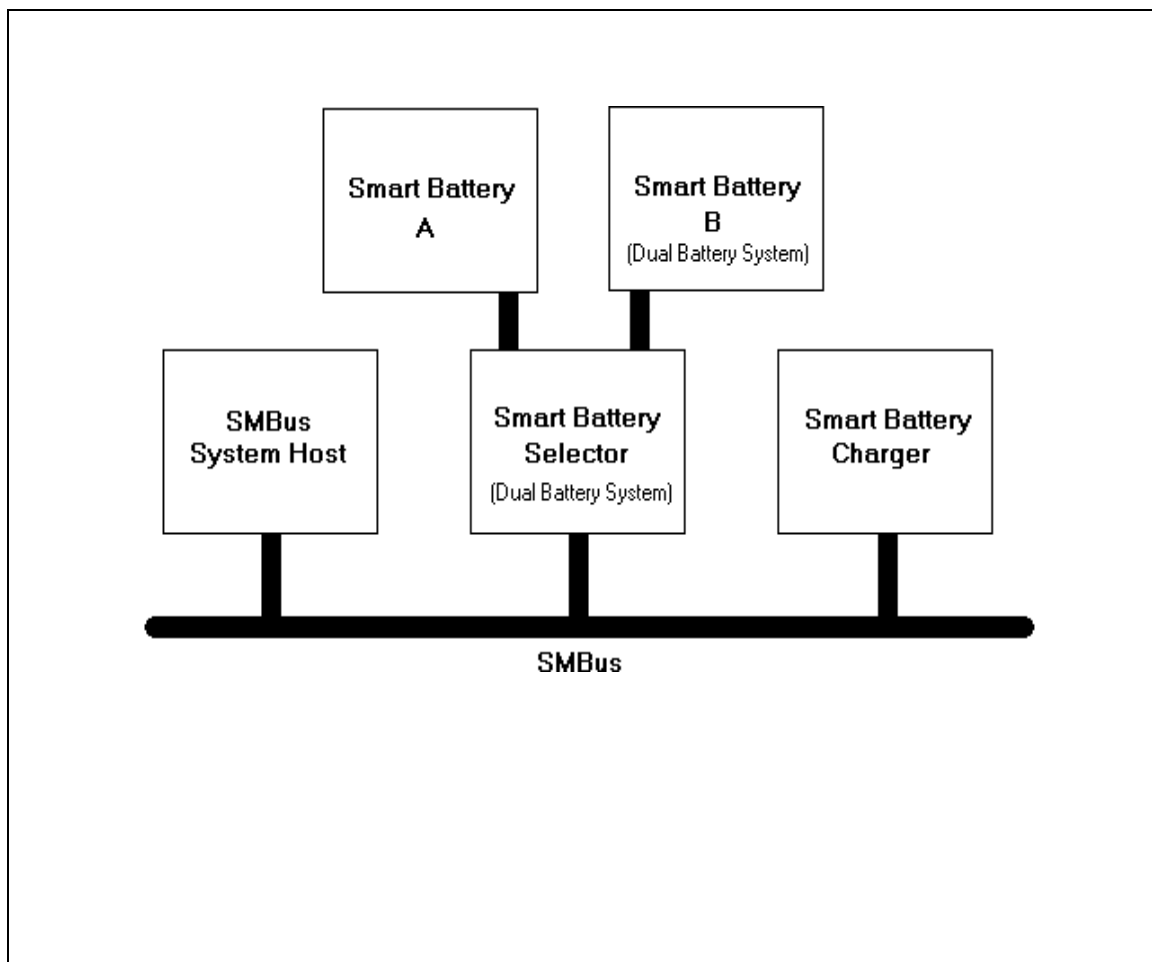 Smart Battery
A
Smart Battery
B
(Dual Battery System)
SMBus
System Host
Smart Battery
Selector
(Dual Battery System)
Smart Battery
Charger
SMBus